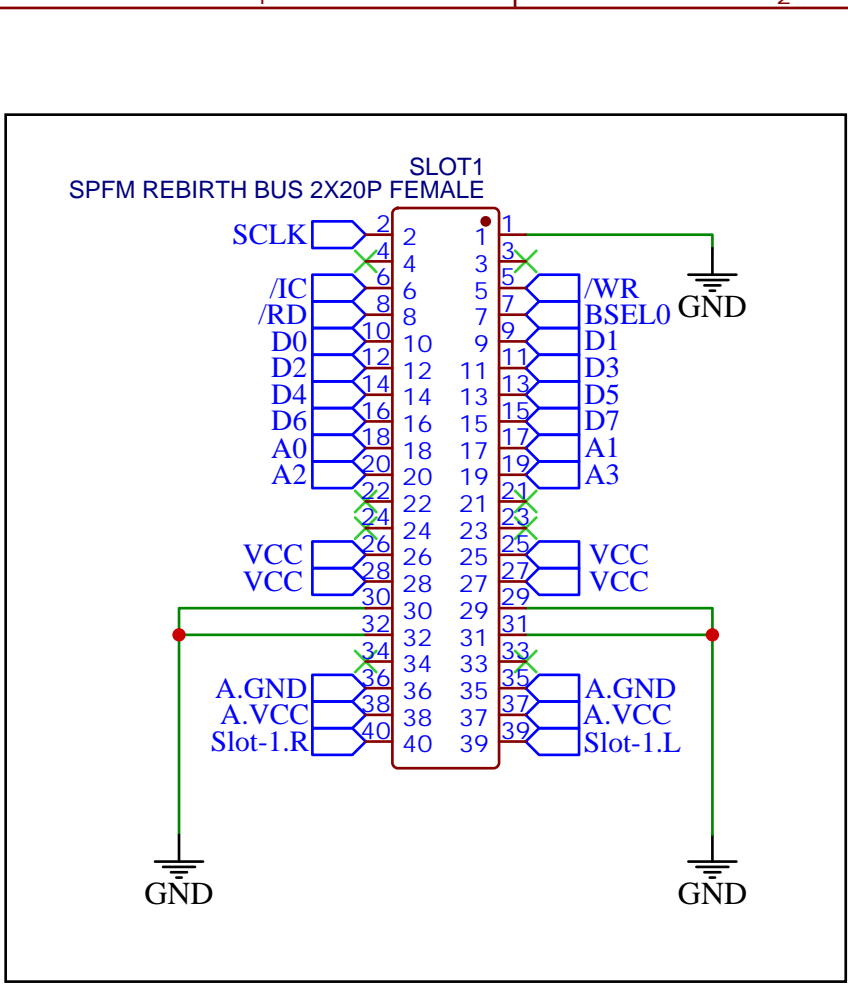 1 2
SLOT1
SPFM REBIRTH BUS 2X20P FEMALE
SCLK 2 2 1 1
4 4 3 3 GND
/IC 6 6 5 5 /WR
/RD 8 8 7 7 BSEL0
D0 10 10 9 9 D1
D2 12 12 11 11 D3
D4 14 14 13 13 D5
D6 16 16 15 15 D7
A0 18 18 17 17 A1
A2 20 20 19 19 A3
22 22 21 21
24 24 23 23
VCC 26 26 25 25 VCC
VCC 28 28 27 27 VCC
30 30 29 29
32 32 31 31
34 34 33 33
A.GND 36 36 35 35 A.GND
A.VCC 38 38 37 37 A.VCC
Slot-1.R 40 40 39 39 Slot-1.L
GND GND